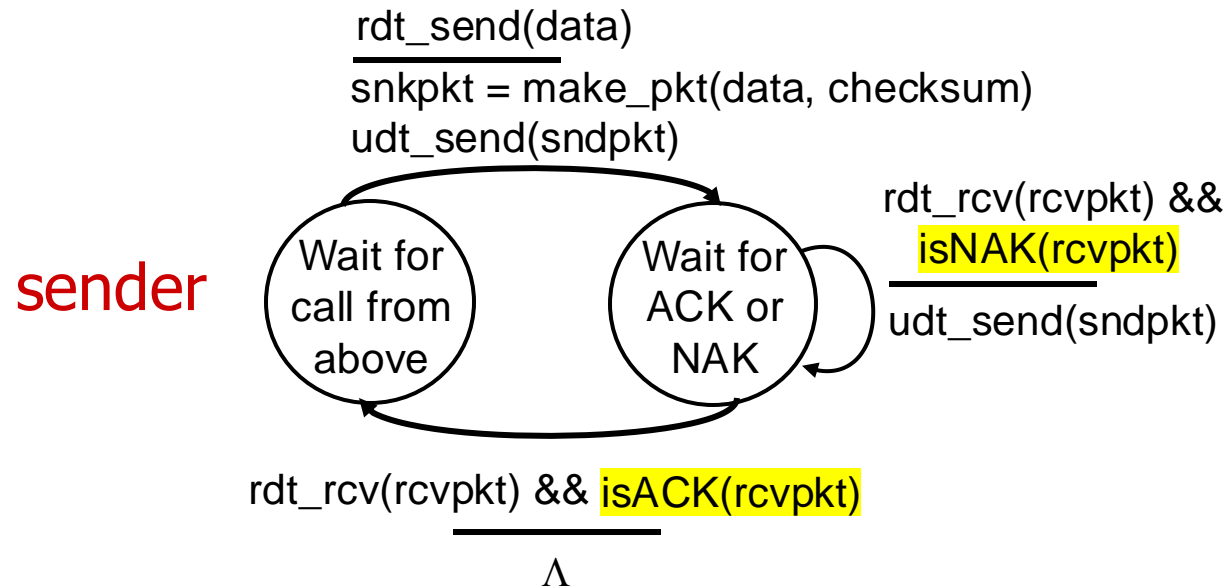 rdt_send(data)
snkpkt = make_pkt(data, checksum)
udt_send(sndpkt)
sender
Wait for
call from
above
Wait for
ACK or
NAK
rdt_rcv(rcvpkt) &&
isNAK(rcvpkt)
udt_send(sndpkt)
rdt_rcv(rcvpkt) && isACK(rcvpkt)
Λ